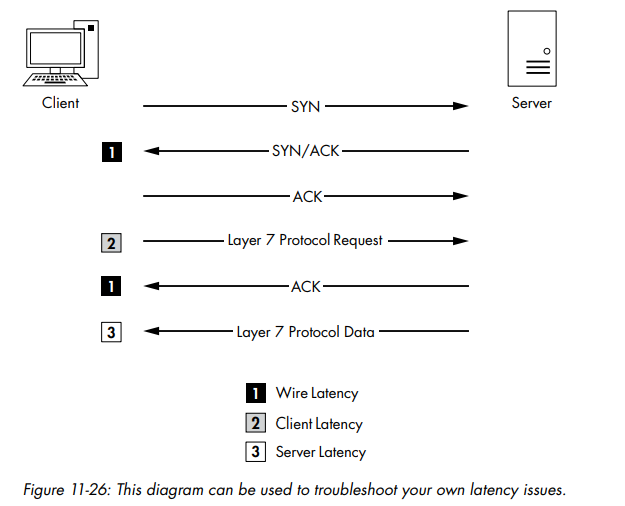 Client
Server
SYN
1 SYN/ACK
ACK
2 Layer 7 Protocol Request
1 ACK
3 Layer 7 Protocol Data
1 Wire Latency
2 Client Latency
3 Server Latency
Figure 11-26: This diagram can be used to troubleshoot your own latency issues.